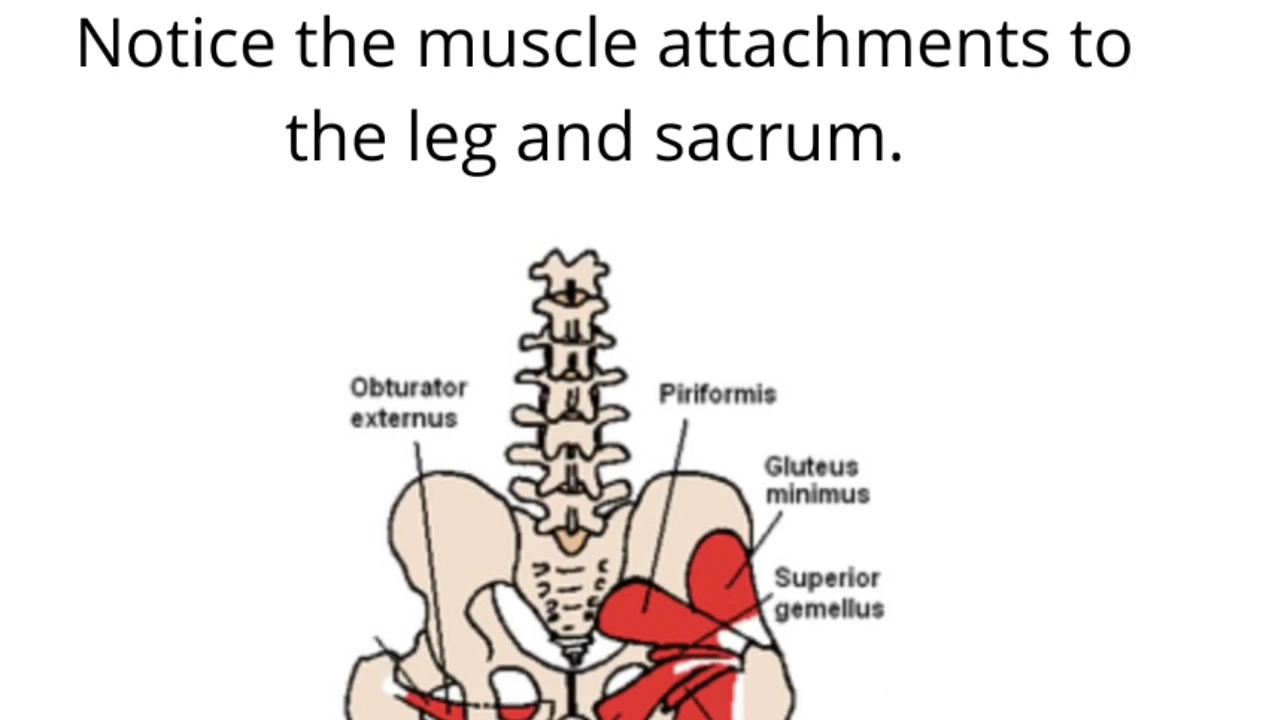 Notice the muscle attachments to
the leg and sacrum.
Obturator
externus
Piriformis
Gluteus
minimus
Superior
gemellus